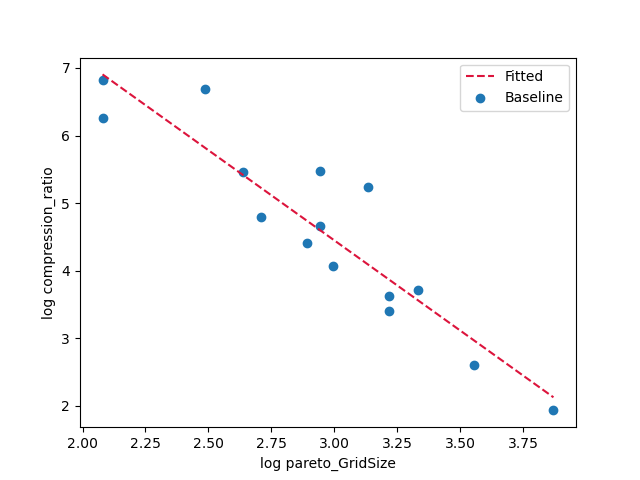 7
6
5
4
3
2
log compression_ratio
Fitted
Baseline
2.00 2.25 2.50 2.75 3.00 3.25 3.50 3.75
log pareto_GridSize